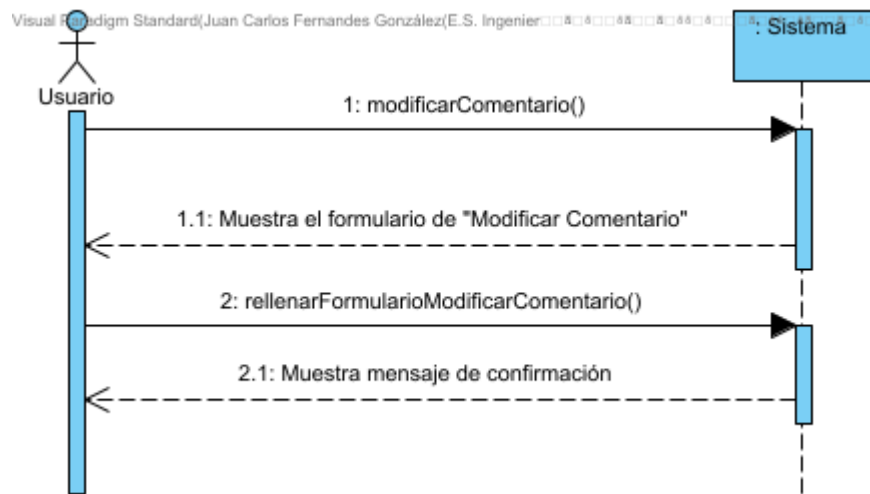 Visual Paradigm Standard(Juan Carlos Fernandes González(E.S. Ingenier
: Sistema
Usuario
1: modificarComentario()
1.1: Muestra el formulario de "Modificar Comentario"
2: rellenarFormularioModificarComentario()
2.1: Muestra mensaje de confirmación